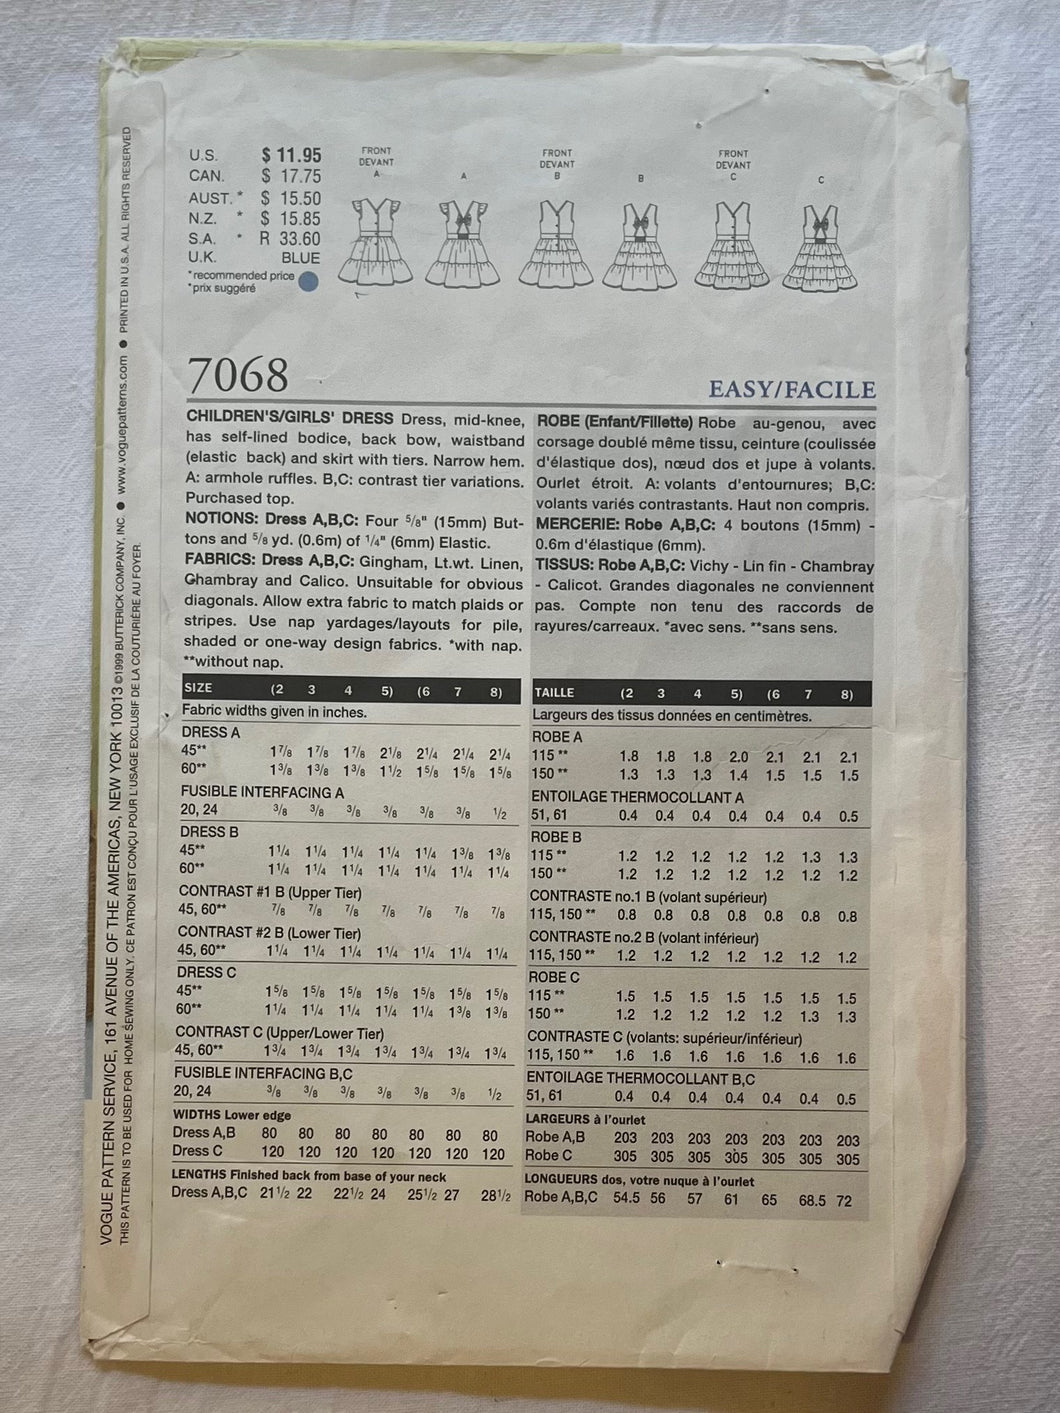 U.S. $ 11.95
CAN. $ 17.75
AUST. * $ 15.50
N.Z. * $ 15.85
S.A. * R 33.60
U.K. BLUE
*recommended price
*prix suggéré
FRONT
DEVANT
A
A
FRONT
DEVANT
B
B
FRONT
DEVANT
C
C
7068
EASY/FACILE
CHILDREN'S/GIRLS' DRESS Dress, mid-knee,
has self-lined bodice, back bow, waistband
(elastic back) and skirt with tiers. Narrow hem.
A: armhole ruffles. B,C: contrast tier variations.
Purchased top.
NOTIONS: Dress A,B,C: Four 5/8" (15mm) But-
tons and 5/8 yd. (0.6m) of 1/4" (6mm) Elastic.
FABRICS: Dress A,B,C: Gingham, Lt.wt. Linen,
Chambray and Calico. Unsuitable for obvious
diagonals. Allow extra fabric to match plaids or
stripes. Use nap yardages/layouts for pile,
shaded or one-way design fabrics. *with nap.
**without nap.
ROBE (Enfant/Fillette) Robe au-genou, avec
corsage doublé même tissu, ceinture (coulissée
d'élastique dos), nœud dos et jupe à volants.
Ourlet étroit. A: volants d'entournures; B,C:
volants variés contrastants. Haut non compris.
MERCERIE: Robe A,B,C: 4 boutons (15mm) -
0.6m d'élastique (6mm).
TISSUS: Robe A,B,C: Vichy - Lin fin - Chambray
- Calicot. Grandes diagonales ne conviennent
pas. Compte non tenu des raccords de
rayures/carreaux. *avec sens. **sans sens.
SIZE (2 3 4 5) (6 7 8)
Fabric widths given in inches.
DRESS A
45** 1 7/8 1 7/8 1 7/8 2 1/8 2 1/4 2 1/4 2 1/4
60** 1 3/8 1 3/8 1 3/8 1 1/2 1 5/8 1 5/8 1 5/8
FUSIBLE INTERFACING A
20, 24 3/8 3/8 3/8 3/8 3/8 3/8 1/2
DRESS B
45** 1 1/4 1 1/4 1 1/4 1 1/4 1 1/4 1 3/8 1 3/8
60** 1 1/4 1 1/4 1 1/4 1 1/4 1 1/4 1 1/4 1 1/4
CONTRAST #1 B (Upper Tier)
45, 60** 7/8 7/8 7/8 7/8 7/8 7/8 7/8
CONTRAST #2 B (Lower Tier)
45, 60** 1 1/4 1 1/4 1 1/4 1 1/4 1 1/4 1 1/4 1 1/4
DRESS C
45** 1 5/8 1 5/8 1 5/8 1 5/8 1 5/8 1 5/8 1 5/8
60** 1 1/4 1 1/4 1 1/4 1 1/4 1 1/4 1 3/8 1 3/8
CONTRAST C (Upper/Lower Tier)
45, 60** 1 3/4 1 3/4 1 3/4 1 3/4 1 3/4 1 3/4 1 3/4
FUSIBLE INTERFACING B,C
20, 24 3/8 3/8 3/8 3/8 3/8 3/8 1/2
WIDTHS Lower edge
Dress A,B 80 80 80 80 80 80 80
Dress C 120 120 120 120 120 120 120
LENGTHS Finished back from base of your neck
Dress A,B,C 21 1/2 22 22 1/2 24 25 1/2 27 28 1/2
TAILLE (2 3 4 5) (6 7 8)
Largeurs des tissus données en centimètres.
ROBE A
115 ** 1.8 1.8 1.8 2.0 2.1 2.1 2.1
150 ** 1.3 1.3 1.3 1.4 1.5 1.5 1.5
ENTOILAGE THERMOCOLLANT A
51, 61 0.4 0.4 0.4 0.4 0.4 0.4 0.5
ROBE B
115 ** 1.2 1.2 1.2 1.2 1.2 1.3 1.3
150 ** 1.2 1.2 1.2 1.2 1.2 1.2 1.2
CONTRASTE no.1 B (volant supérieur)
115, 150 ** 0.8 0.8 0.8 0.8 0.8 0.8 0.8
CONTRASTE no.2 B (volant inférieur)
115, 150 ** 1.2 1.2 1.2 1.2 1.2 1.2 1.2
ROBE C
115 ** 1.5 1.5 1.5 1.5 1.5 1.5 1.5
150 ** 1.2 1.2 1.2 1.2 1.2 1.3 1.3
CONTRASTE C (volants: supérieur/inférieur)
115, 150 ** 1.6 1.6 1.6 1.6 1.6 1.6 1.6
ENTOILAGE THERMOCOLLANT B,C
51, 61 0.4 0.4 0.4 0.4 0.4 0.4 0.5
LARGEURS à l'ourlet
Robe A,B 203 203 203 203 203 203 203
Robe C 305 305 305 305 305 305 305
LONGUEURS dos, votre nuque à l'ourlet
Robe A,B,C 54.5 56 57 61 65 68.5 72
VOGUE PATTERN SERVICE, 161 AVENUE OF THE AMERICAS, NEW YORK 10013 ©1999 BUTTERICK COMPANY, INC. ● www.voguepatterns.com ● PRINTED IN U.S.A. ALL RIGHTS RESERVED
THIS PATTERN IS TO BE USED FOR HOME SEWING ONLY. CE PATRON EST CONÇU POUR L'USAGE EXCLUSIF DE LA COUTURIÈRE AU FOYER.